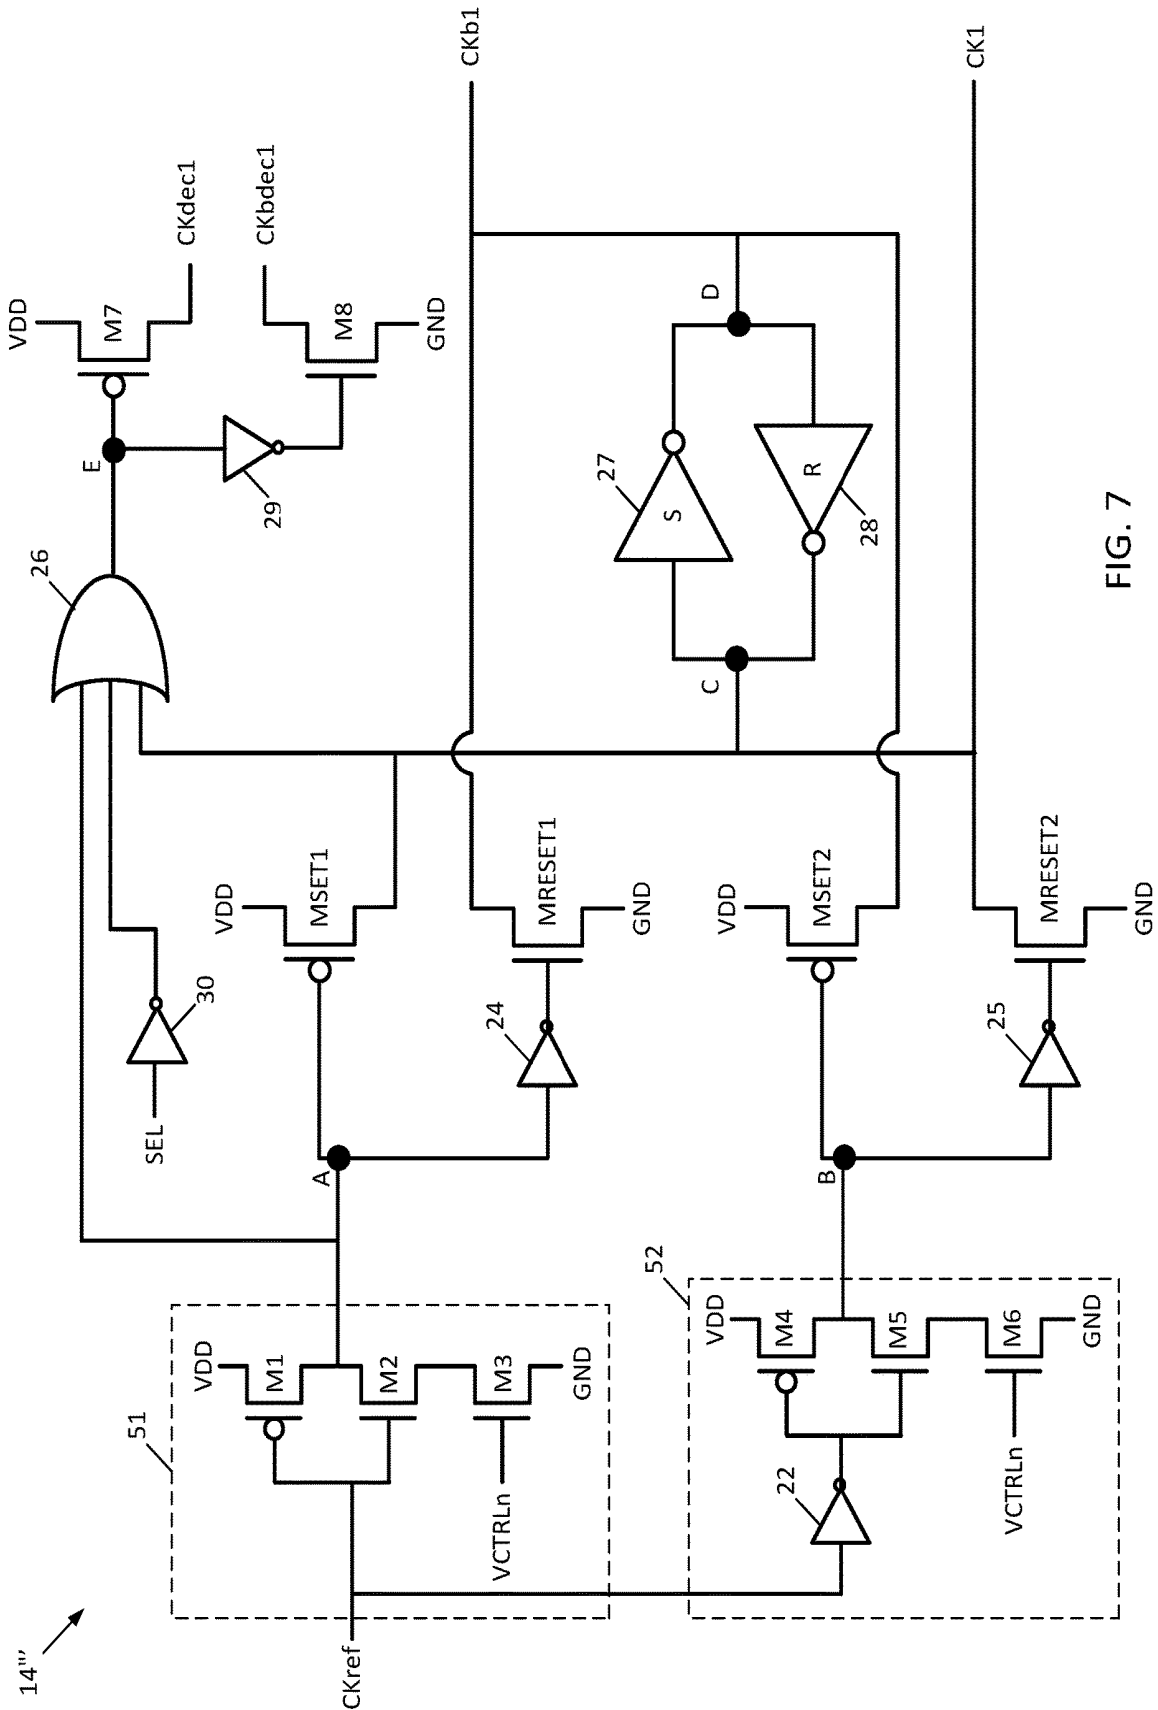 14"'
CKref
51
VDD
M1
M2
M3
GND
VCTRLn
52
22
VDD
M4
M5
M6
GND
VCTRLn
A
B
SEL
30
24
25
VDD
MSET1
MRESET1
GND
VDD
MSET2
MRESET2
GND
26
E
29
VDD
M7
CKdec1
CKbdec1
M8
GND
C
D
27
S
R
28
CKb1
CK1
FIG. 7